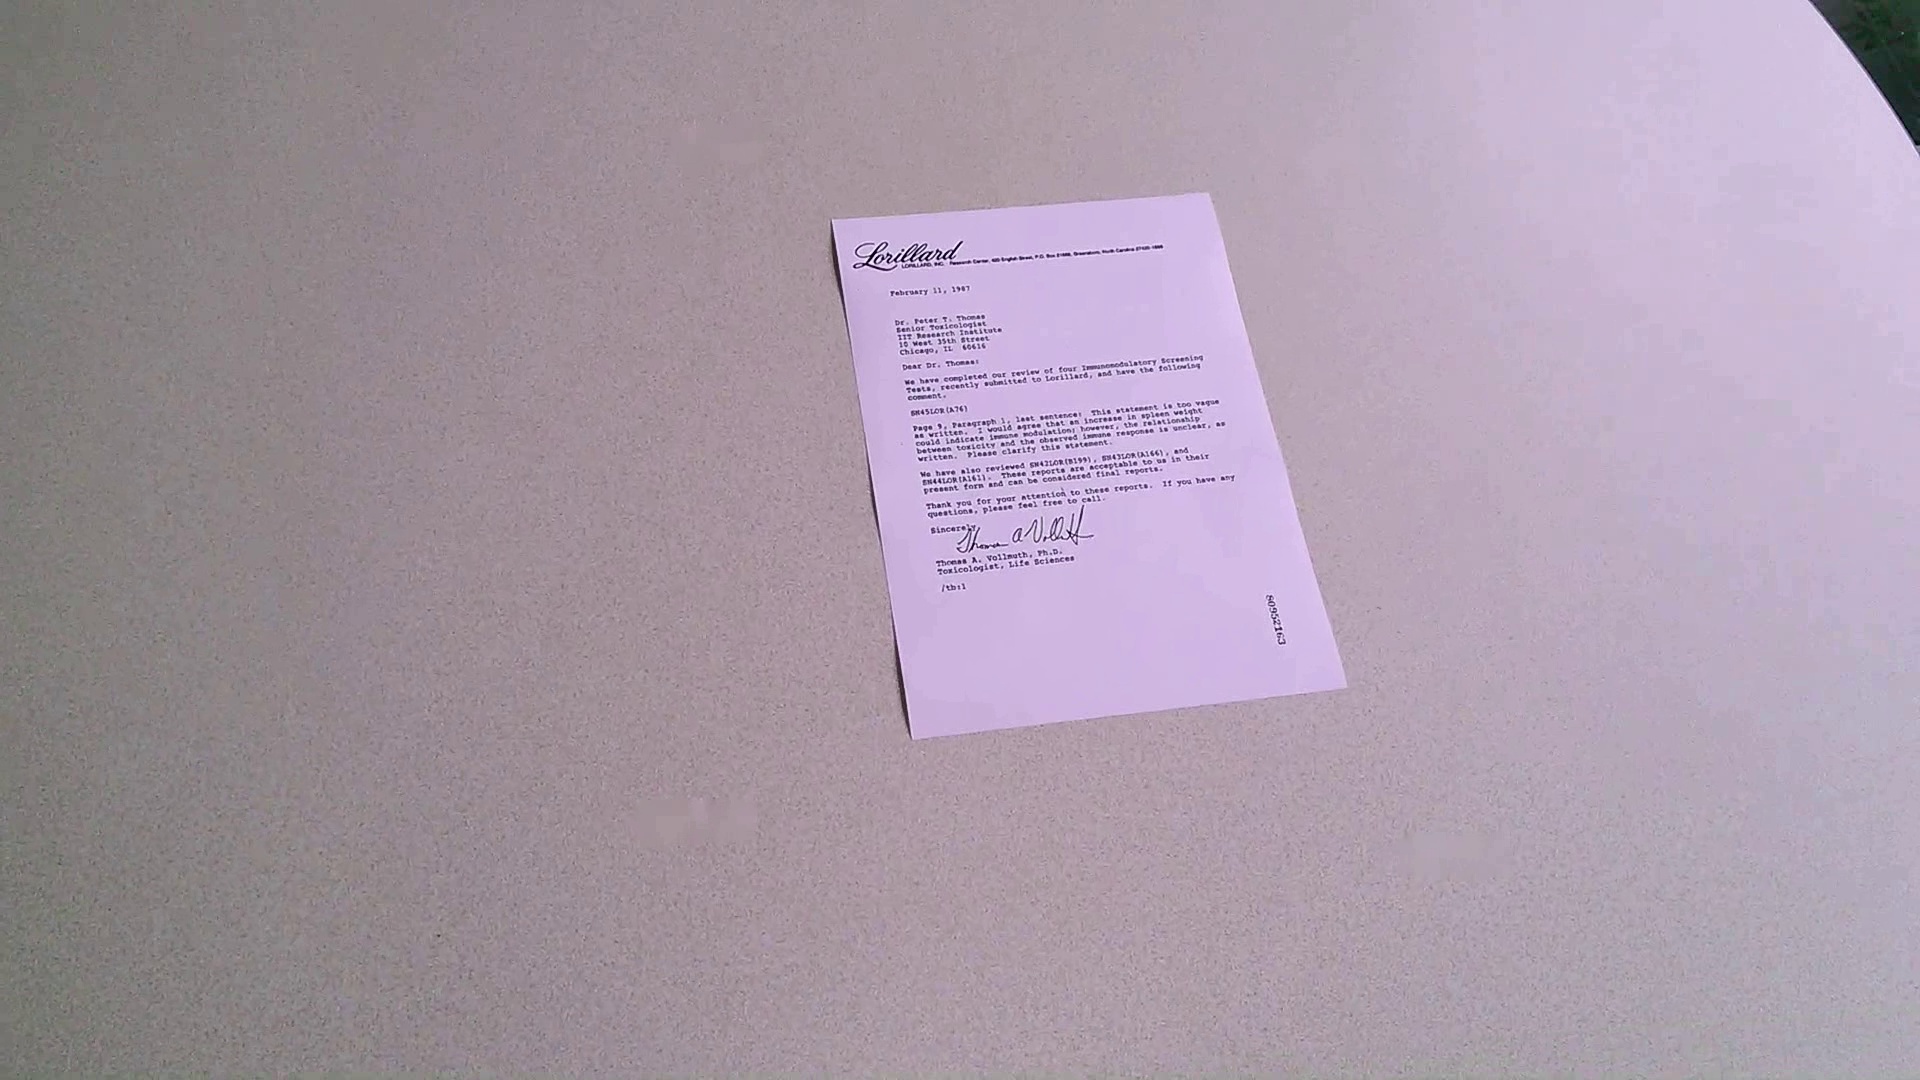 Lorillard
LORILLARD, INC. Research Center, 420 English Street, P.O. Box 21688, Greensboro, North Carolina 27420-1688
February 11, 1987
Dr. Peter T. Thomas
Senior Toxicologist
IIT Research Institute
10 West 35th Street
Chicago, IL 60616
Dear Dr. Thomas:
We have completed our review of four Immunomodulatory Screening
Tests, recently submitted to Lorillard, and have the following
comment.
SN45LOR(A76)
Page 9, Paragraph 1, last sentence: This statement is too vague
as written. I would agree that an increase in spleen weight
could indicate immune modulation; however, the relationship
between toxicity and the observed immune response is unclear, as
written. Please clarify this statement.
We have also reviewed SN42LOR(B199), SN43LOR(A166), and
SN44LOR(A161). These reports are acceptable to us in their
present form and can be considered final reports.
Thank you for your attention to these reports. If you have any
questions, please feel free to call.
Sincerely,
Thomas A. Vollmuth, Ph.D.
Toxicologist, Life Sciences
/tb:1
80952163